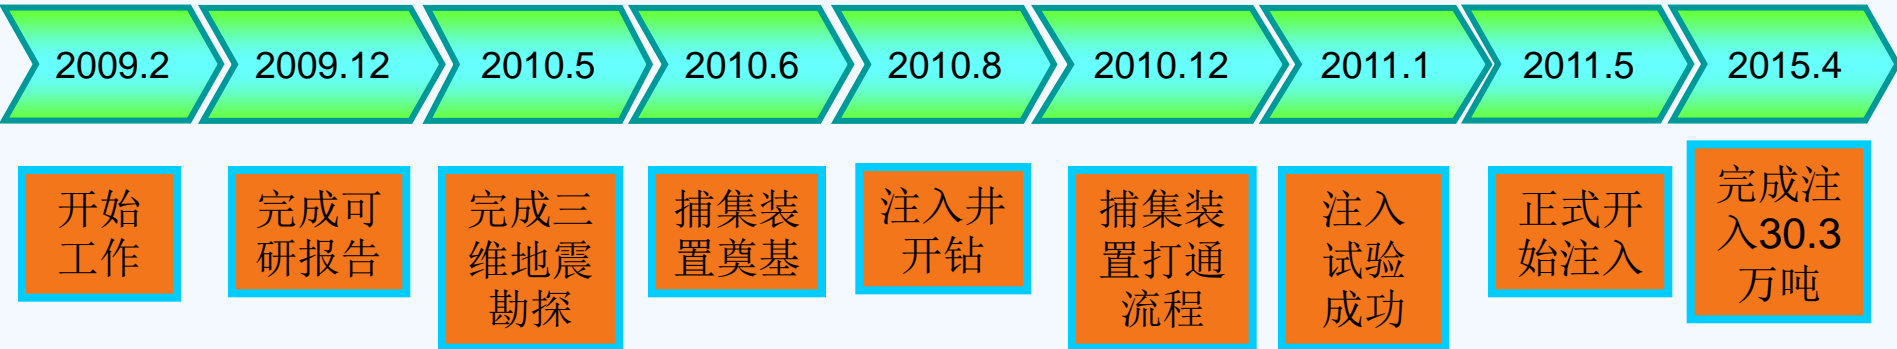 2009.2
2009.12
2010.5
2010.6
2010.8
2010.12
2011.1
2011.5
2015.4
开始
工作
完成可
研报告
完成三
维地震
勘探
捕集装
置奠基
注入井
开钻
捕集装
置打通
流程
注入
试验
成功
正式开
始注入
完成注
入30.3
万吨